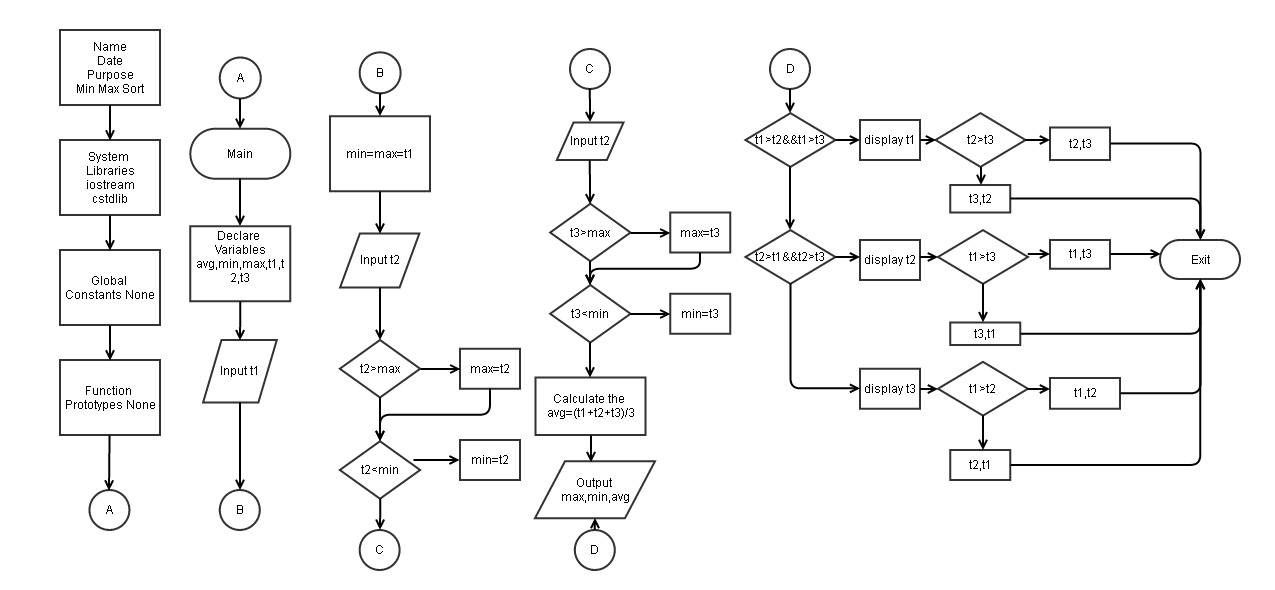 Name
Date
Purpose
Min Max Sort
System
Libraries
iostream
cstdlib
Global
Constants None
Function
Prototypes None
A
A
Main
Declare
Variables
avg,min,max,t1,t
2,t3
Input t1
B
B
min=max=t1
Input t2
t2>max
max=t2
t2<min
min=t2
C
C
Input t2
t3>max
max=t3
t3<min
min=t3
Calculate the
avg=(t1+t2+t3)/3
Output
max,min,avg
D
D
t1>t2&&t1>t3
display t1
t2>t3
t2,t3
t3,t2
t2>t1&&t2>t3
display t2
t1>t3
t1,t3
Exit
t3,t1
display t3
t1>t2
t1,t2
t2,t1